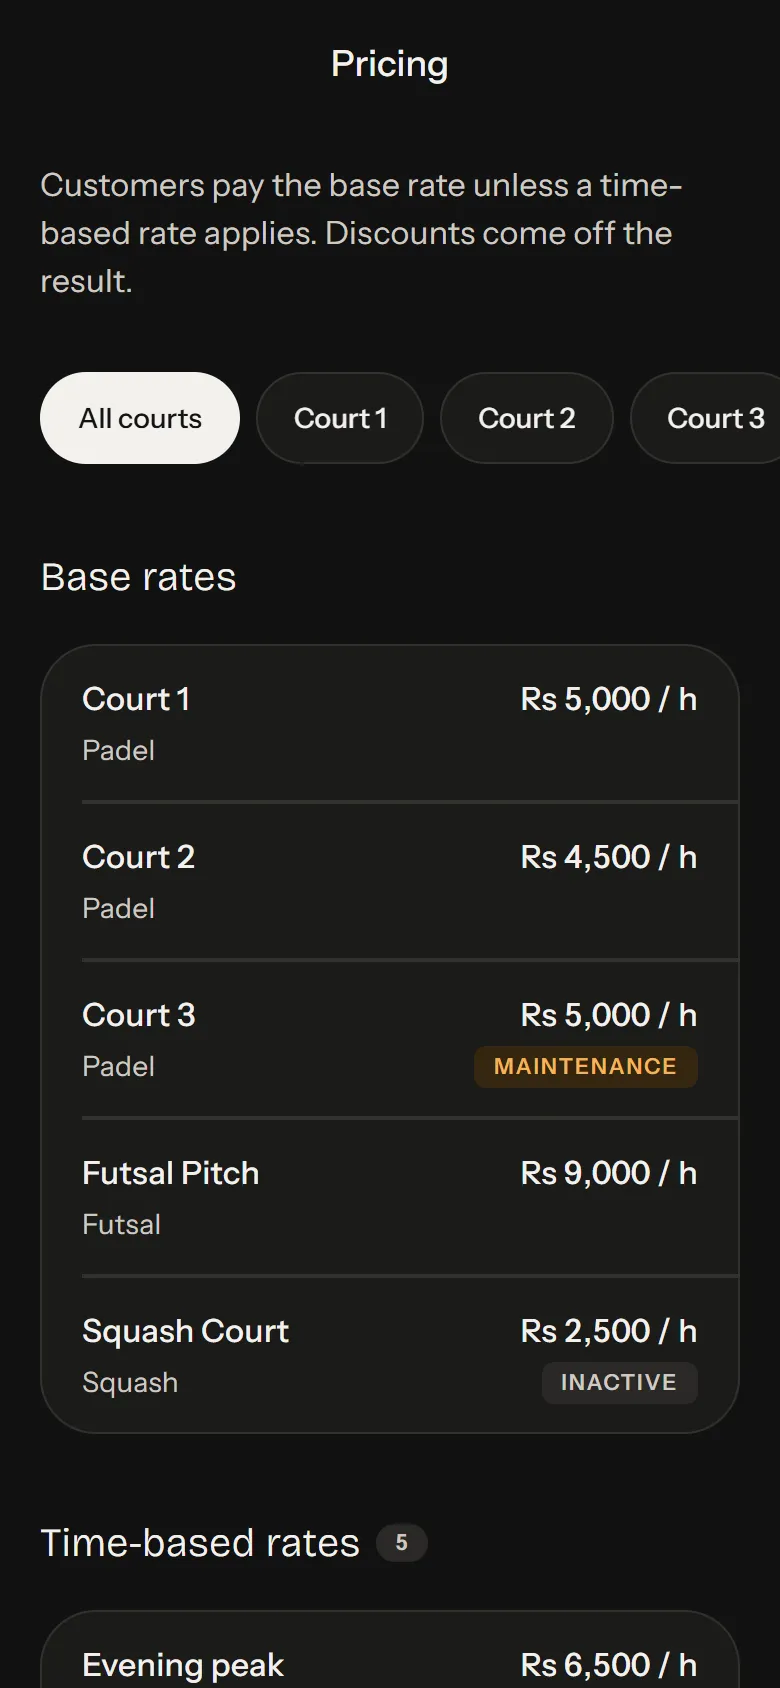 Pricing
Customers pay the base rate unless a time-
based rate applies. Discounts come off the
result.
All courts
Court 1
Court 2
Court 3
Base rates
Court 1
Rs 5,000 / h
Padel
Court 2
Rs 4,500 / h
Padel
Court 3
Rs 5,000 / h
Padel
MAINTENANCE
Futsal Pitch
Rs 9,000 / h
Futsal
Squash Court
Rs 2,500 / h
Squash
INACTIVE
Time-based rates 5
Evening peak
Rs 6,500 / h